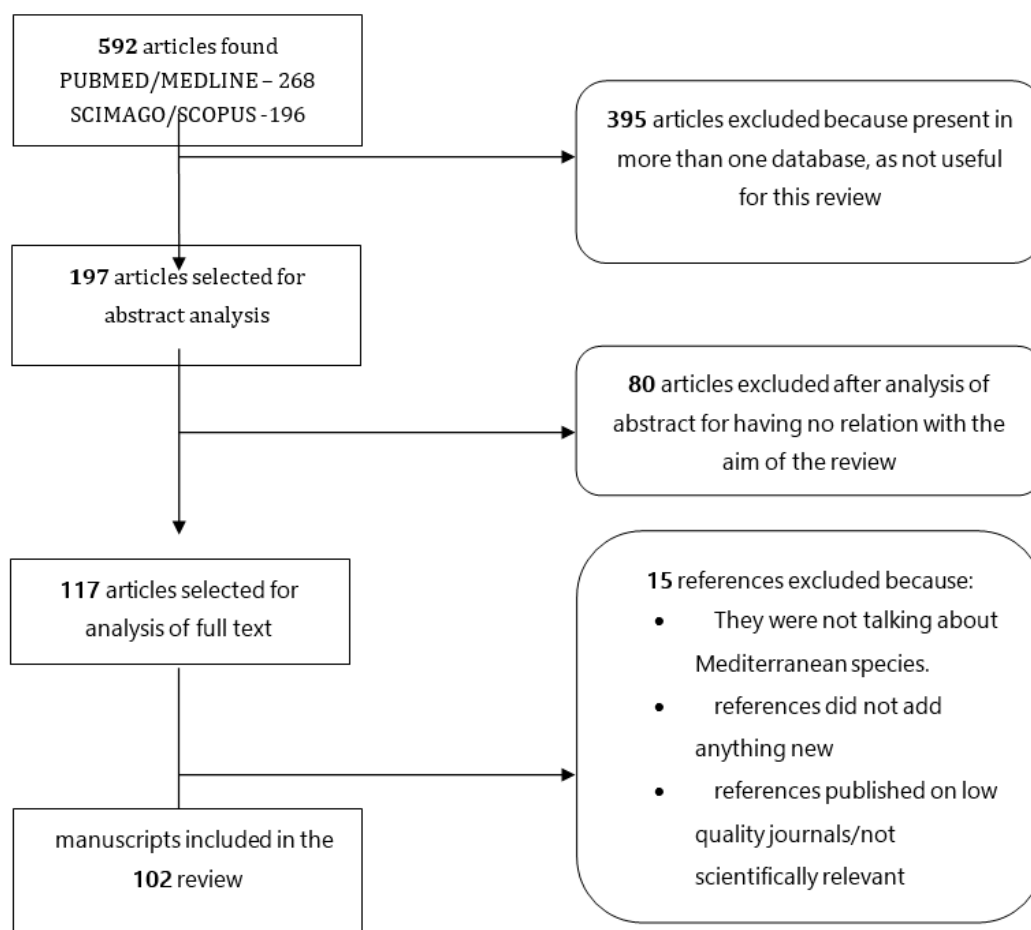 592 articles found
PUBMED/MEDLINE – 268
SCIMAGO/SCOPUS -196
395 articles excluded because present in
more than one database, as not useful
for this review
197 articles selected for
abstract analysis
80 articles excluded after analysis of
abstract for having no relation with the
aim of the review
117 articles selected for
analysis of full text
15 references excluded because:
• They were not talking about
Mediterranean species.
• references did not add
anything new
• references published on low
quality journals/not
scientifically relevant
manuscripts included in the
102 review